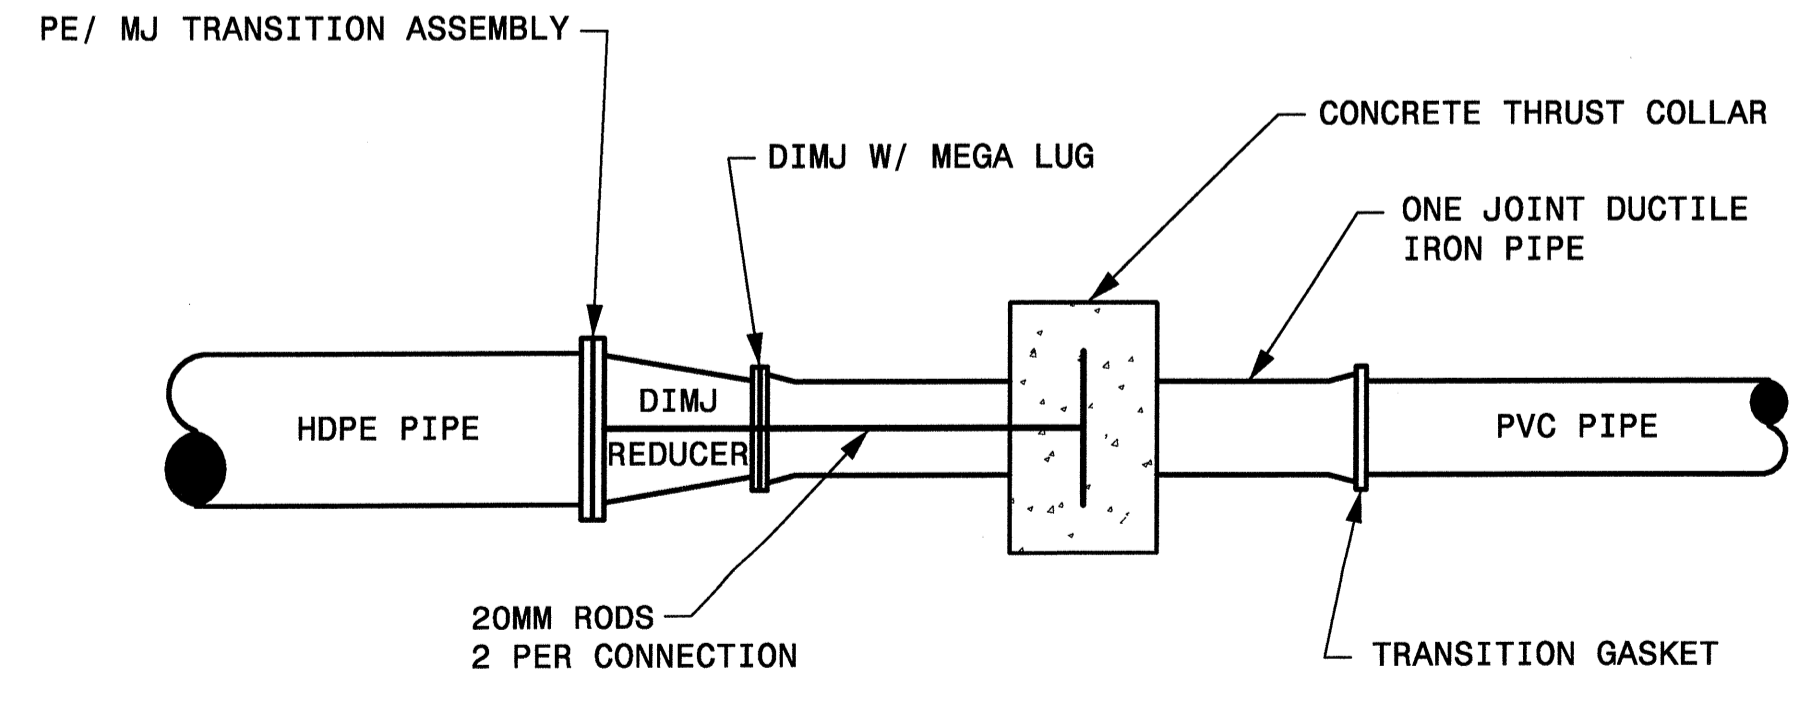 PE/ MJ TRANSITION ASSEMBLY
CONCRETE THRUST COLLAR
DIMJ W/ MEGA LUG
ONE JOINT DUCTILE
IRON PIPE
DIMJ
HDPE PIPE
REDUCER
PVC PIPE
20MM RODS
2 PER CONNECTION
TRANSITION GASKET